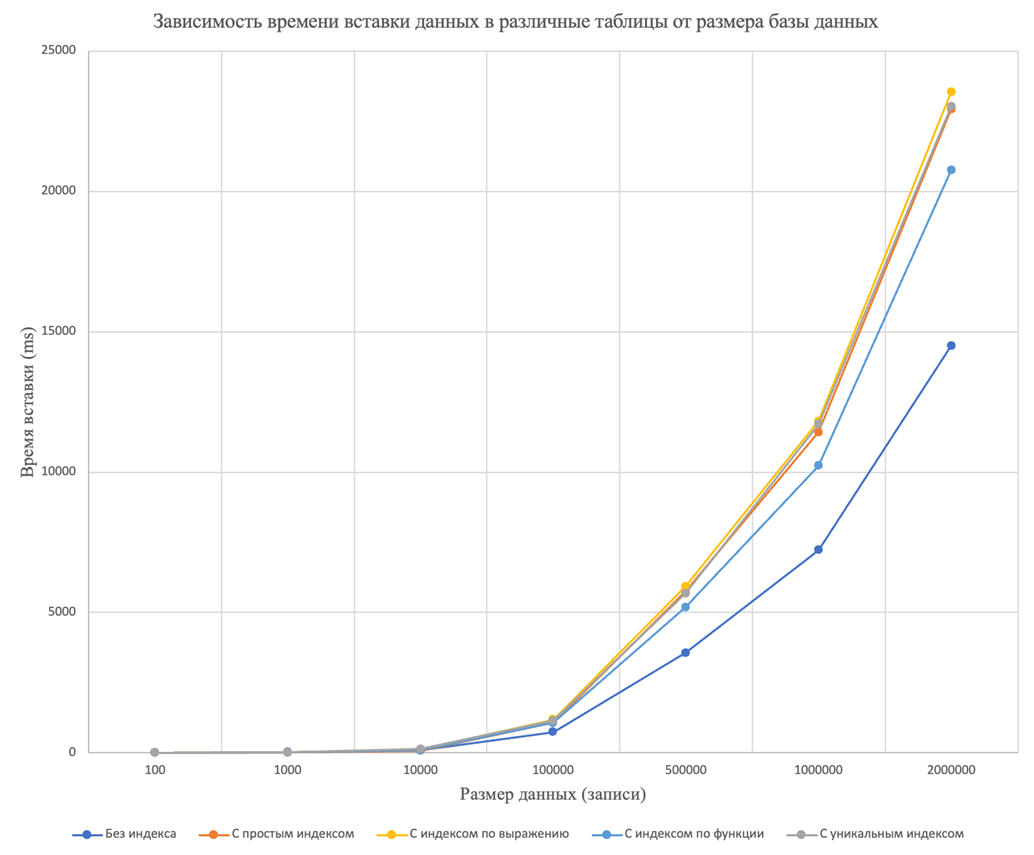 Зависимость времени вставки данных в различные таблицы от размера базы данных
25000
20000
15000
10000
5000
0
Время вставки (ms)
100 1000 10000 100000 500000 1000000 2000000
Размер данных (записи)
Без индекса С простым индексом С индексом по выражению С индексом по функции С уникальным индексом